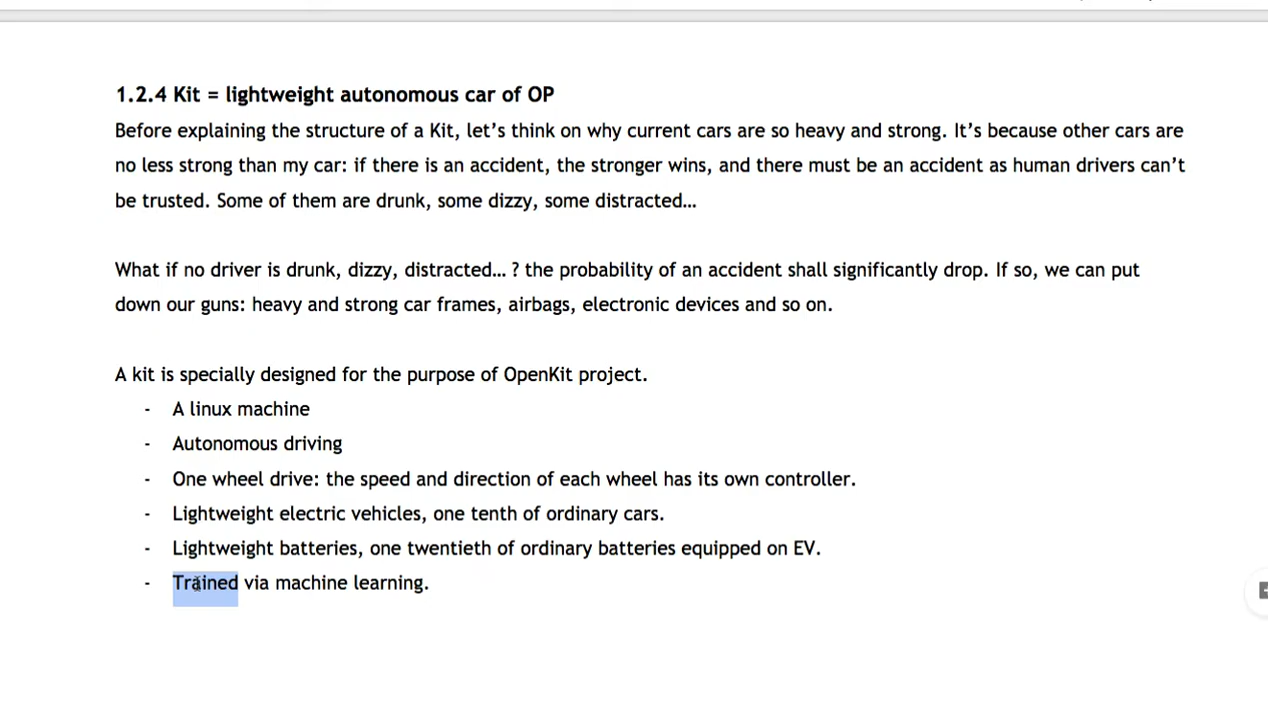 1.2.4 Kit = lightweight autonomous car of OP
Before explaining the structure of a Kit, let’s think on why current cars are so heavy and strong. It’s because other cars are
no less strong than my car: if there is an accident, the stronger wins, and there must be an accident as human drivers can’t
be trusted. Some of them are drunk, some dizzy, some distracted…
What if no driver is drunk, dizzy, distracted… ? the probability of an accident shall significantly drop. If so, we can put
down our guns: heavy and strong car frames, airbags, electronic devices and so on.
A kit is specially designed for the purpose of OpenKit project.
- A linux machine
- Autonomous driving
- One wheel drive: the speed and direction of each wheel has its own controller.
- Lightweight electric vehicles, one tenth of ordinary cars.
- Lightweight batteries, one twentieth of ordinary batteries equipped on EV.
- Trained via machine learning.